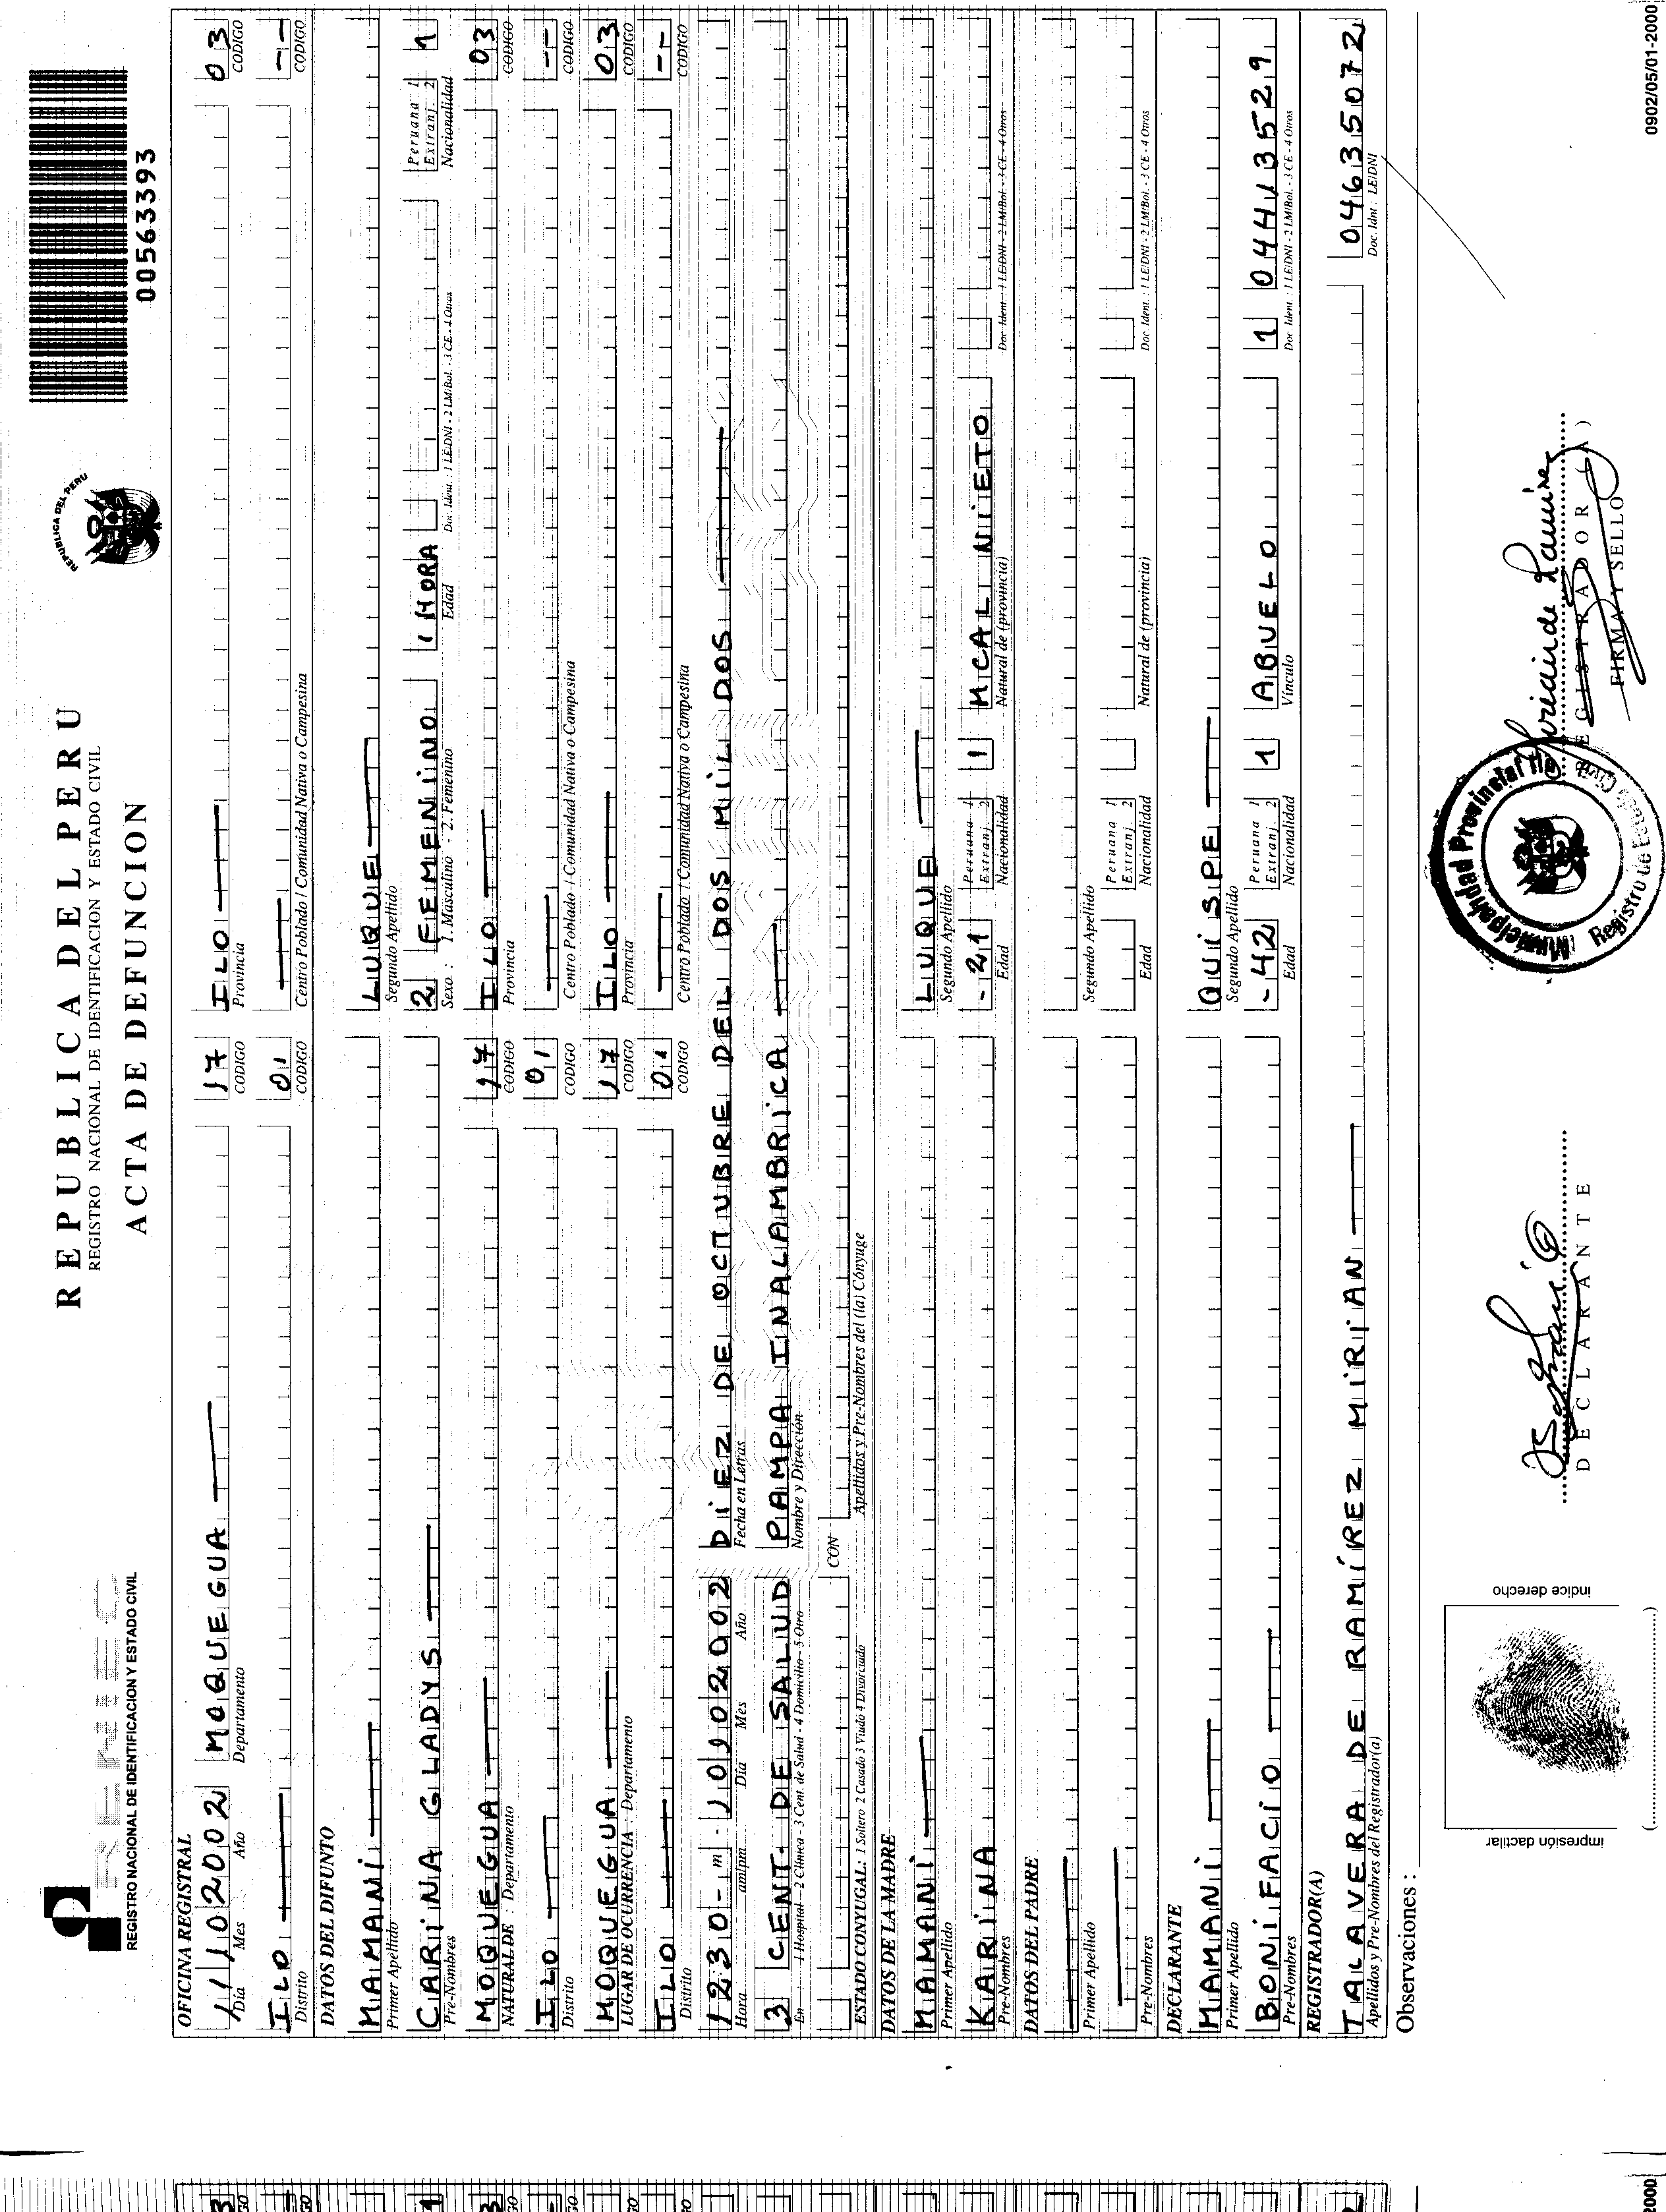 RENIEC
REGISTRO NACIONAL DE IDENTIFICACION Y ESTADO CIVIL
REPUBLICA DEL PERU
REGISTRO NACIONAL DE IDENTIFICACION Y ESTADO CIVIL
ACTA DE DEFUNCION
REPUBLICA DEL PERU
00563393
OFICINA REGISTRAL
11 10 2002 MOQUEGUA 17 ILO 03
Día Mes Año Departamento CODIGO Provincia CODIGO
ILO 01 --
Distrito CODIGO Centro Poblado / Comunidad Nativa o Campesina CODIGO
DATOS DEL DIFUNTO
MAMANI LUQUE
Primer Apellido Segundo Apellido
CARINA GLADYS 2 FEMENINO 1 HORA Peruana 1 Extranj. 2 1
Pre-Nombres Sexo : 1. Masculino - 2. Femenino Edad Doc. Ident. : 1 LE/DNI - 2 LM/Bol. - 3 CE - 4 Otros Nacionalidad
MOQUEGUA 17 ILO 03
NATURAL DE : Departamento CODIGO Provincia CODIGO
ILO 01 --
Distrito CODIGO Centro Poblado / Comunidad Nativa o Campesina CODIGO
MOQUEGUA 17 ILO 03
LUGAR DE OCURRENCIA : Departamento CODIGO Provincia CODIGO
ILO 01 --
Distrito CODIGO Centro Poblado / Comunidad Nativa o Campesina CODIGO
1230-m- 10 10 2002 DIEZ DE OCTUBRE DEL DOS MIL DOS
Hora am/pm Día Mes Año Fecha en Letras
3 CENT. DE SALUD PAMPA INALAMBRICA
En 1 Hospital - 2 Clínica - 3 Cent. de Salud - 4 Domicilio - 5 Otro Nombre y Dirección
CON
ESTADO CONYUGAL: 1 Soltero 2 Casado 3 Viudo 4 Divorciado Apellidos y Pre-Nombres del (la) Cónyuge
DATOS DE LA MADRE
MAMANI LUQUE
Primer Apellido Segundo Apellido
KARINA -21 Peruana 1 Extranj. 2 1 MCAL NIETO
Pre-Nombres Edad Nacionalidad Natural de (provincia) Doc. Ident. : 1 LE/DNI - 2 LM/Bol. - 3 CE - 4 Otros
DATOS DEL PADRE
Primer Apellido Segundo Apellido
Peruana 1 Extranj. 2
Pre-Nombres Edad Nacionalidad Natural de (provincia) Doc. Ident. : 1 LE/DNI - 2 LM/Bol. - 3 CE - 4 Otros
DECLARANTE
MAMANI QUISPE
Primer Apellido Segundo Apellido
BONIFACIO -42 Peruana 1 Extranj. 2 1 ABUELO 1 04413529
Pre-Nombres Edad Nacionalidad Vínculo Doc. Ident. : 1 LE/DNI - 2 LM/Bol. - 3 CE - 4 Otros
REGISTRADOR(A)
TALAVERA DE RAMÍREZ MIRIAN 04635072
Apellidos y Pre-Nombres del Registrador(a) Doc. Idnt : LE/DNI
Observaciones :
impresión dactilar
índice derecho
DECLARANTE
Municipalidad Provincial de Ilo
Registro de Estado Civil
REGISTRADOR (A)
FIRMA Y SELLO
0902/05/01-2000